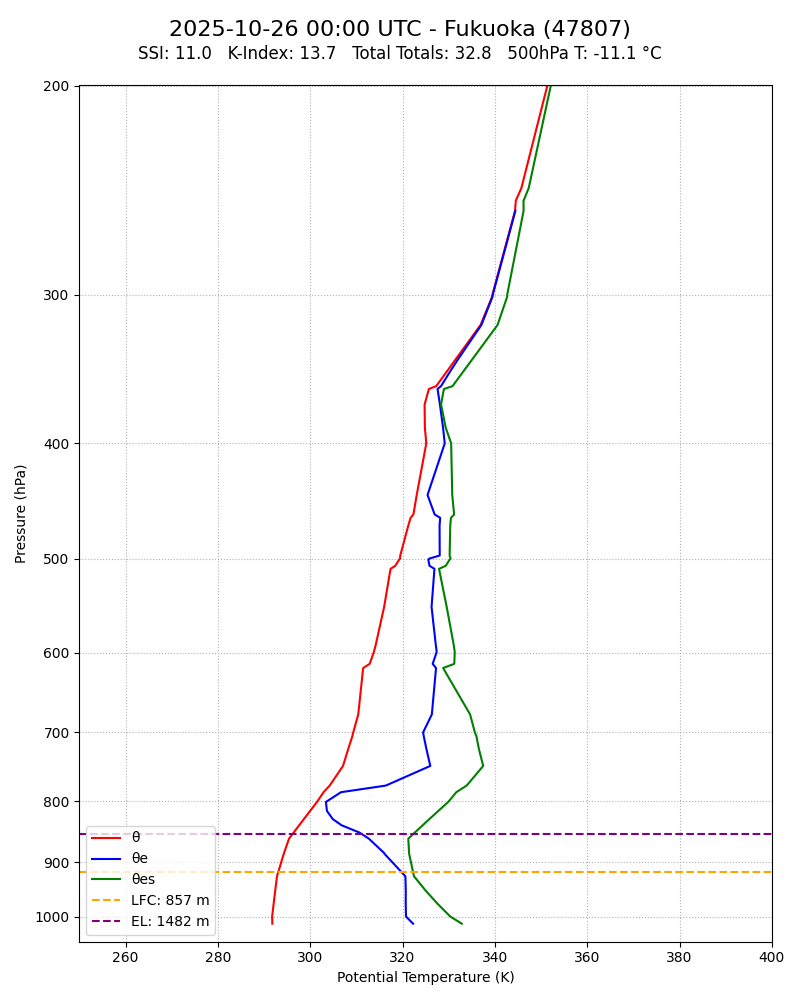 2025-10-26 00:00 UTC - Fukuoka (47807)
SSI: 11.0 K-Index: 13.7 Total Totals: 32.8 500hPa T: -11.1 °C
200
300
400
500
600
700
800
900
1000
Pressure (hPa)
θ
θe
θes
LFC: 857 m
EL: 1482 m
260 280 300 320 340 360 380 400
Potential Temperature (K)